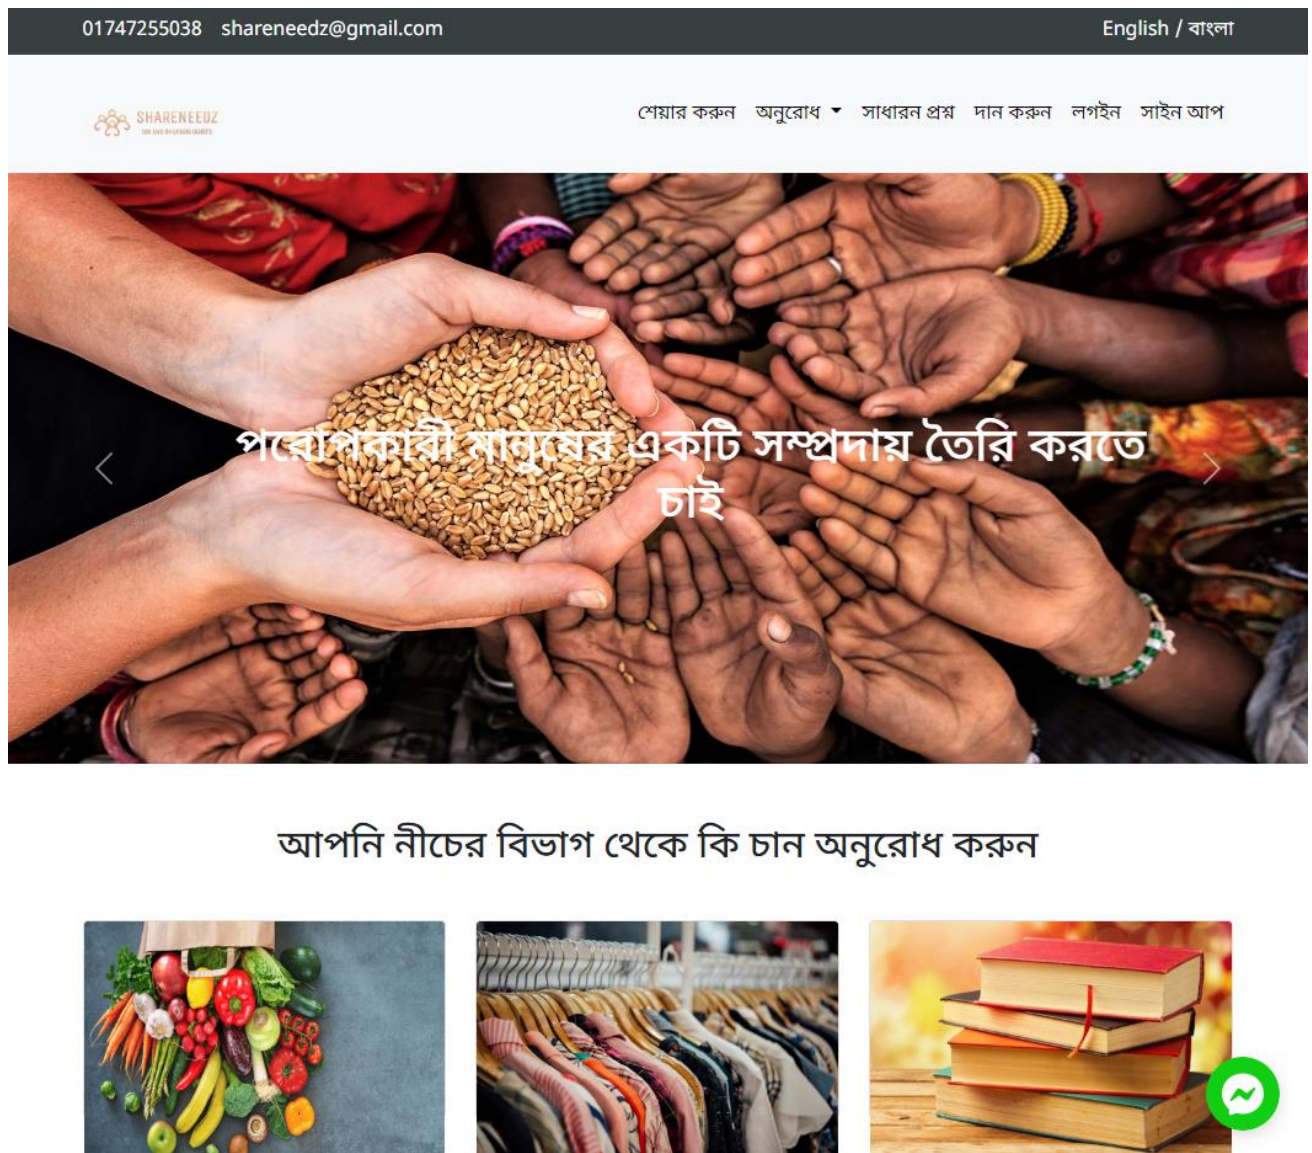 01747255038 shareneedz@gmail.com English / বাংলা
SHARENEEDZ
শেয়ার করুন অনুরোধ সাধারন প্রশ্ন দান করুন লগইন সাইন আপ
পরোপকারী মানুষের একটি সম্প্রদায় তৈরি করতে
চাই
আপনি নীচের বিভাগ থেকে কি চান অনুরোধ করুন